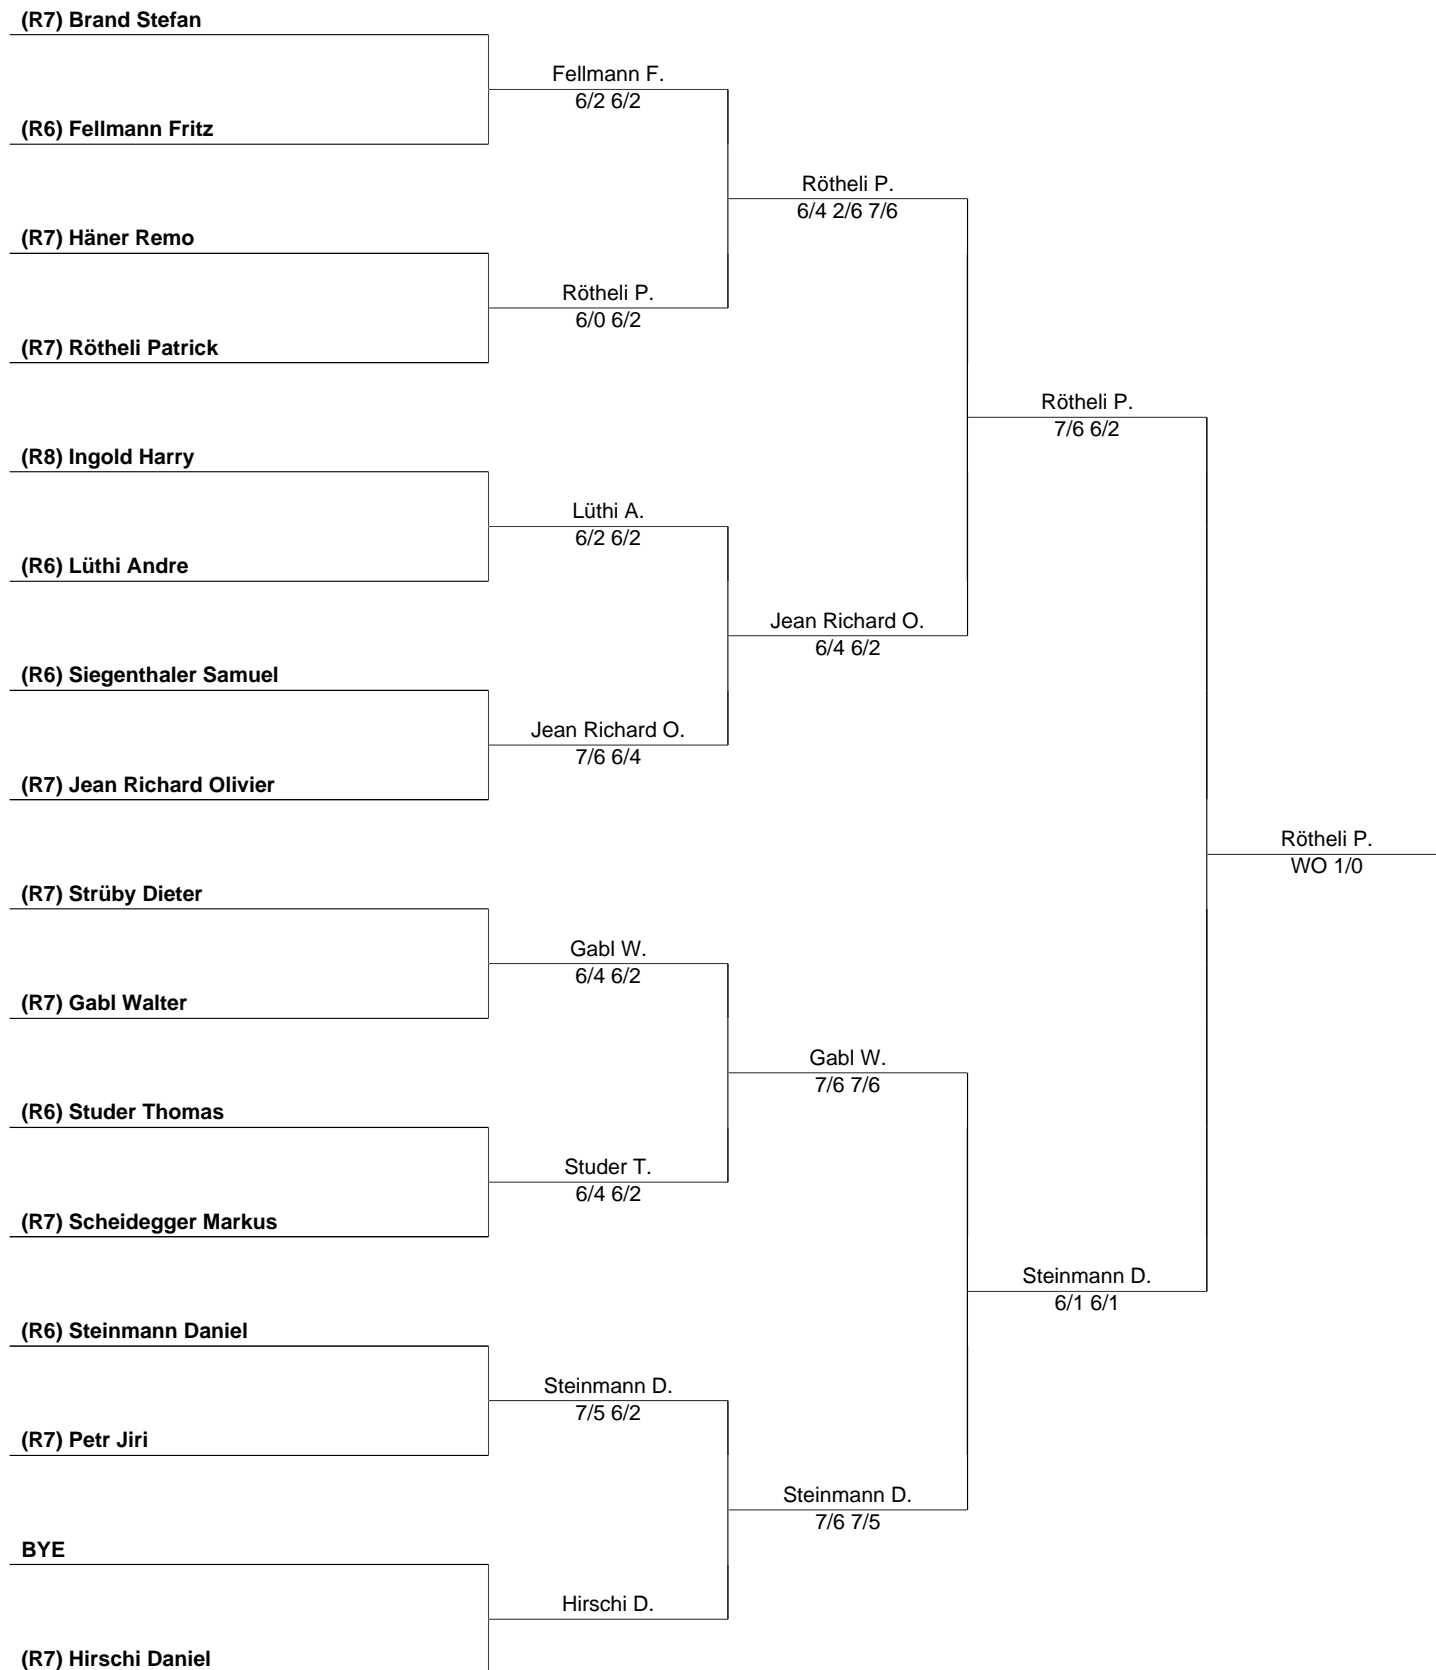 (R7) Brand Stefan
Fellmann F.
6/2 6/2
(R6) Fellmann Fritz
Rötheli P.
6/4 2/6 7/6
(R7) Häner Remo
Rötheli P.
6/0 6/2
(R7) Rötheli Patrick
Rötheli P.
7/6 6/2
(R8) Ingold Harry
Lüthi A.
6/2 6/2
(R6) Lüthi Andre
Jean Richard O.
6/4 6/2
(R6) Siegenthaler Samuel
Jean Richard O.
7/6 6/4
(R7) Jean Richard Olivier
Rötheli P.
WO 1/0
(R7) Strüby Dieter
Gabl W.
6/4 6/2
(R7) Gabl Walter
Gabl W.
7/6 7/6
(R6) Studer Thomas
Studer T.
6/4 6/2
(R7) Scheidegger Markus
Steinmann D.
6/1 6/1
(R6) Steinmann Daniel
Steinmann D.
7/5 6/2
(R7) Petr Jiri
Steinmann D.
7/6 7/5
BYE
Hirschi D.
(R7) Hirschi Daniel